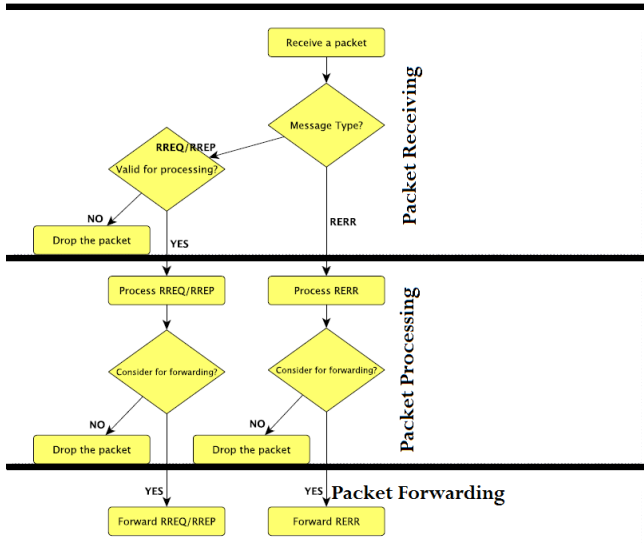 Receive a packet
Message Type?
RREQ/RREP
Valid for processing?
NO
Drop the packet
YES
RERR
Packet Receiving
Process RREQ/RREP
Process RERR
Consider for forwarding?
Consider for forwarding?
NO
NO
Drop the packet
Drop the packet
Packet Processing
YES
YES
Packet Forwarding
Forward RREQ/RREP
Forward RERR